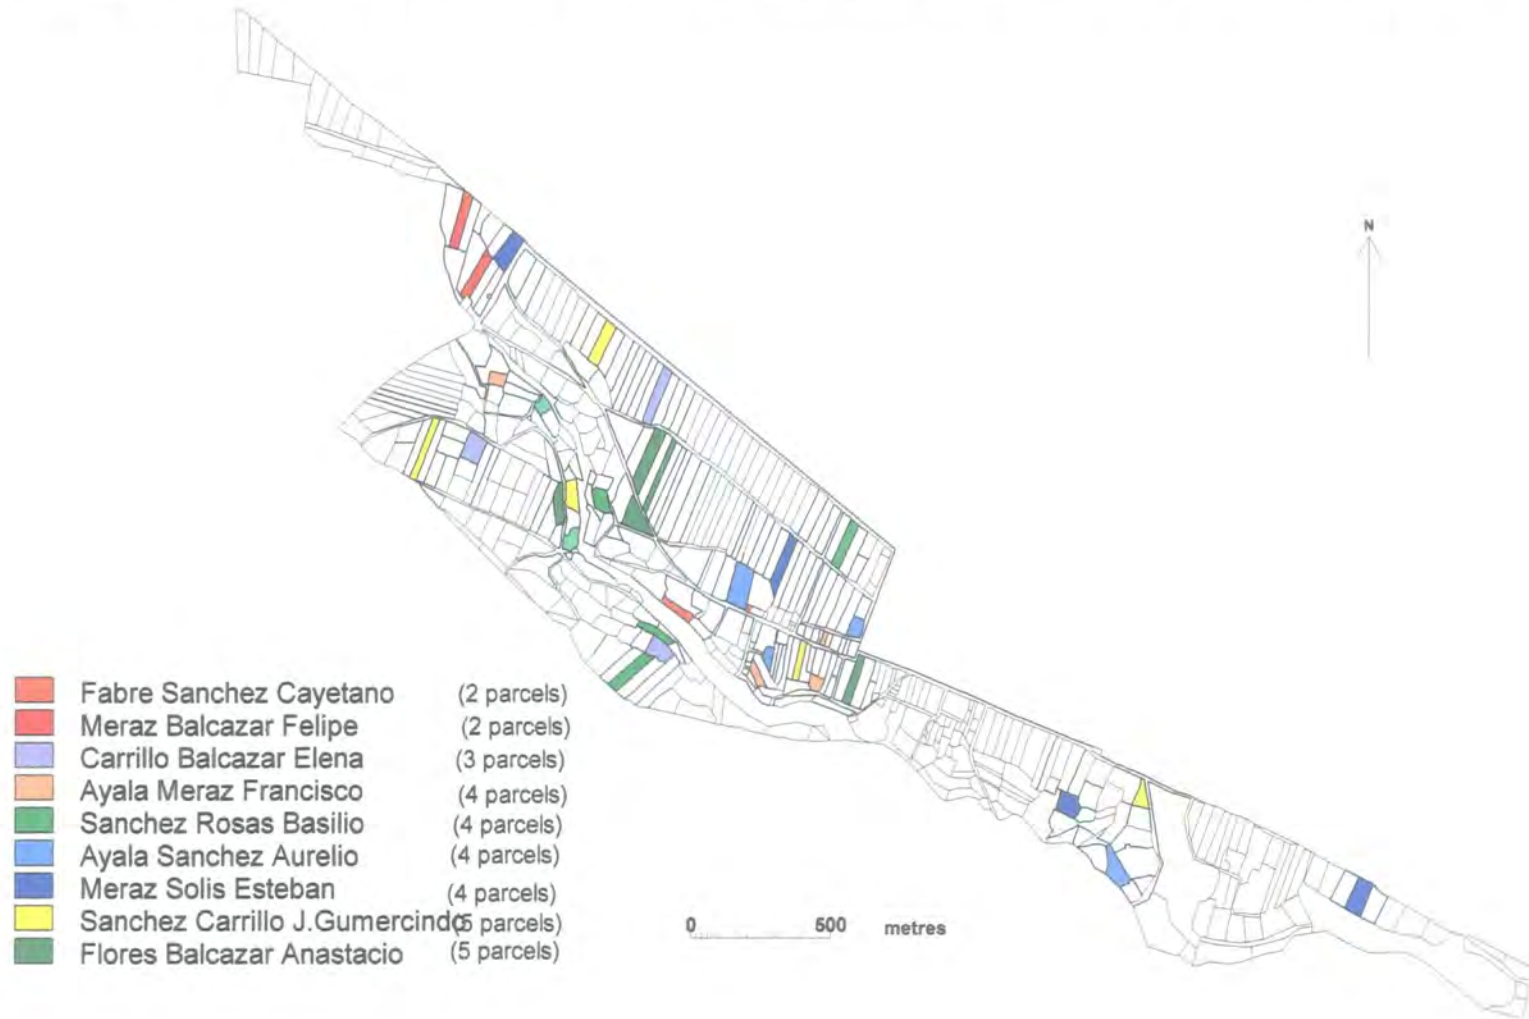 N
Fabre Sanchez Cayetano (2 parcels)
Meraz Balcazar Felipe (2 parcels)
Carrillo Balcazar Elena (3 parcels)
Ayala Meraz Francisco (4 parcels)
Sanchez Rosas Basilio (4 parcels)
Ayala Sanchez Aurelio (4 parcels)
Meraz Solis Esteban (4 parcels)
Sanchez Carrillo J.Gumercindo (5 parcels)
Flores Balcazar Anastacio (5 parcels)
0 500 metres